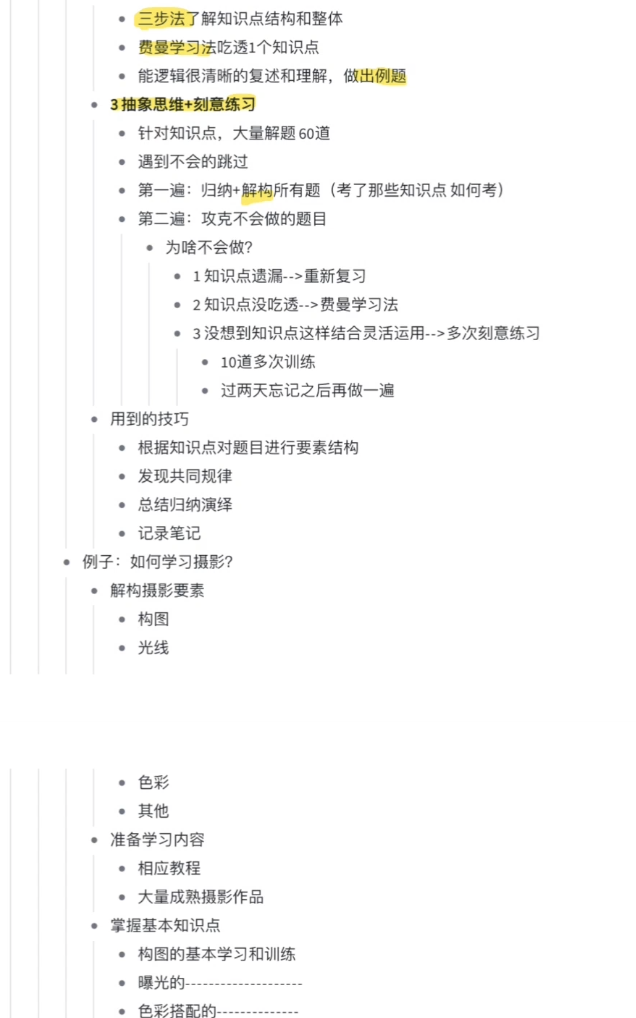 三步法了解知识点结构和整体
费曼学习法吃透1个知识点
能逻辑很清晰的复述和理解，做出例题
3抽象思维+刻意练习
针对知识点，大量解题60道
遇到不会的跳过
第一遍：归纳+解构所有题（考了那些知识点 如何考）
第二遍：攻克不会做的题目
为啥不会做?
1 知识点遗漏-->重新复习
2 知识点没吃透-->费曼学习法
3 没想到知识点这样结合灵活运用-->多次刻意练习
10道多次训练
过两天忘记之后再做一遍
用到的技巧
根据知识点对题目进行要素结构
发现共同规律
总结归纳演绎
记录笔记
例子：如何学习摄影?
解构摄影要素
构图
光线
色彩
其他
准备学习内容
相应教程
大量成熟摄影作品
掌握基本知识点
构图的基本学习和训练
曝光的--------------------
色彩搭配的--------------